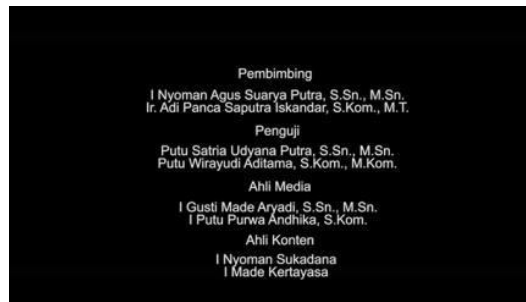 Pembimbing
I Nyoman Agus Suarya Putra, S.Sn., M.Sn.
Ir. Adi Panca Saputra Iskandar, S.Kom., M.T.
Penguji
Putu Satria Udyana Putra, S.Sn., M.Sn.
Putu Wirayudi Aditama, S.Kom., M.Kom.
Ahli Media
I Gusti Made Aryadi, S.Sn., M.Sn.
I Putu Purwa Andhika, S.Kom.
Ahli Konten
I Nyoman Sukadana
I Made Kertayasa